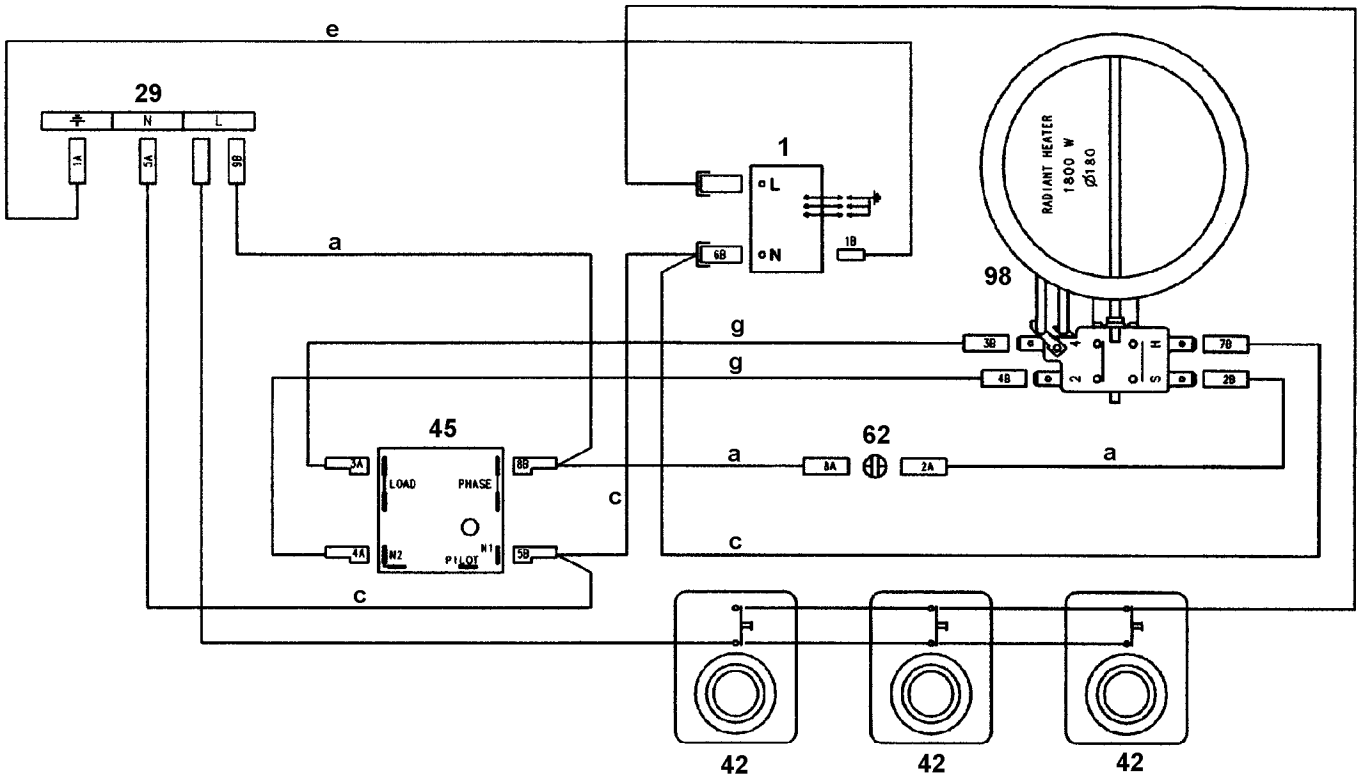 e
29
N
L
1A
5A
9B
a
1
L
N
6B
1B
RADIANT HEATER
1800 W
Ø180
98
g
3B
4
H
7B
g
4B
2
S
2B
45
62
3A
8B
a
8A
2A
a
LOAD
PHASE
c
4A
N2
N1
PILOT
5B
c
c
42
42
42